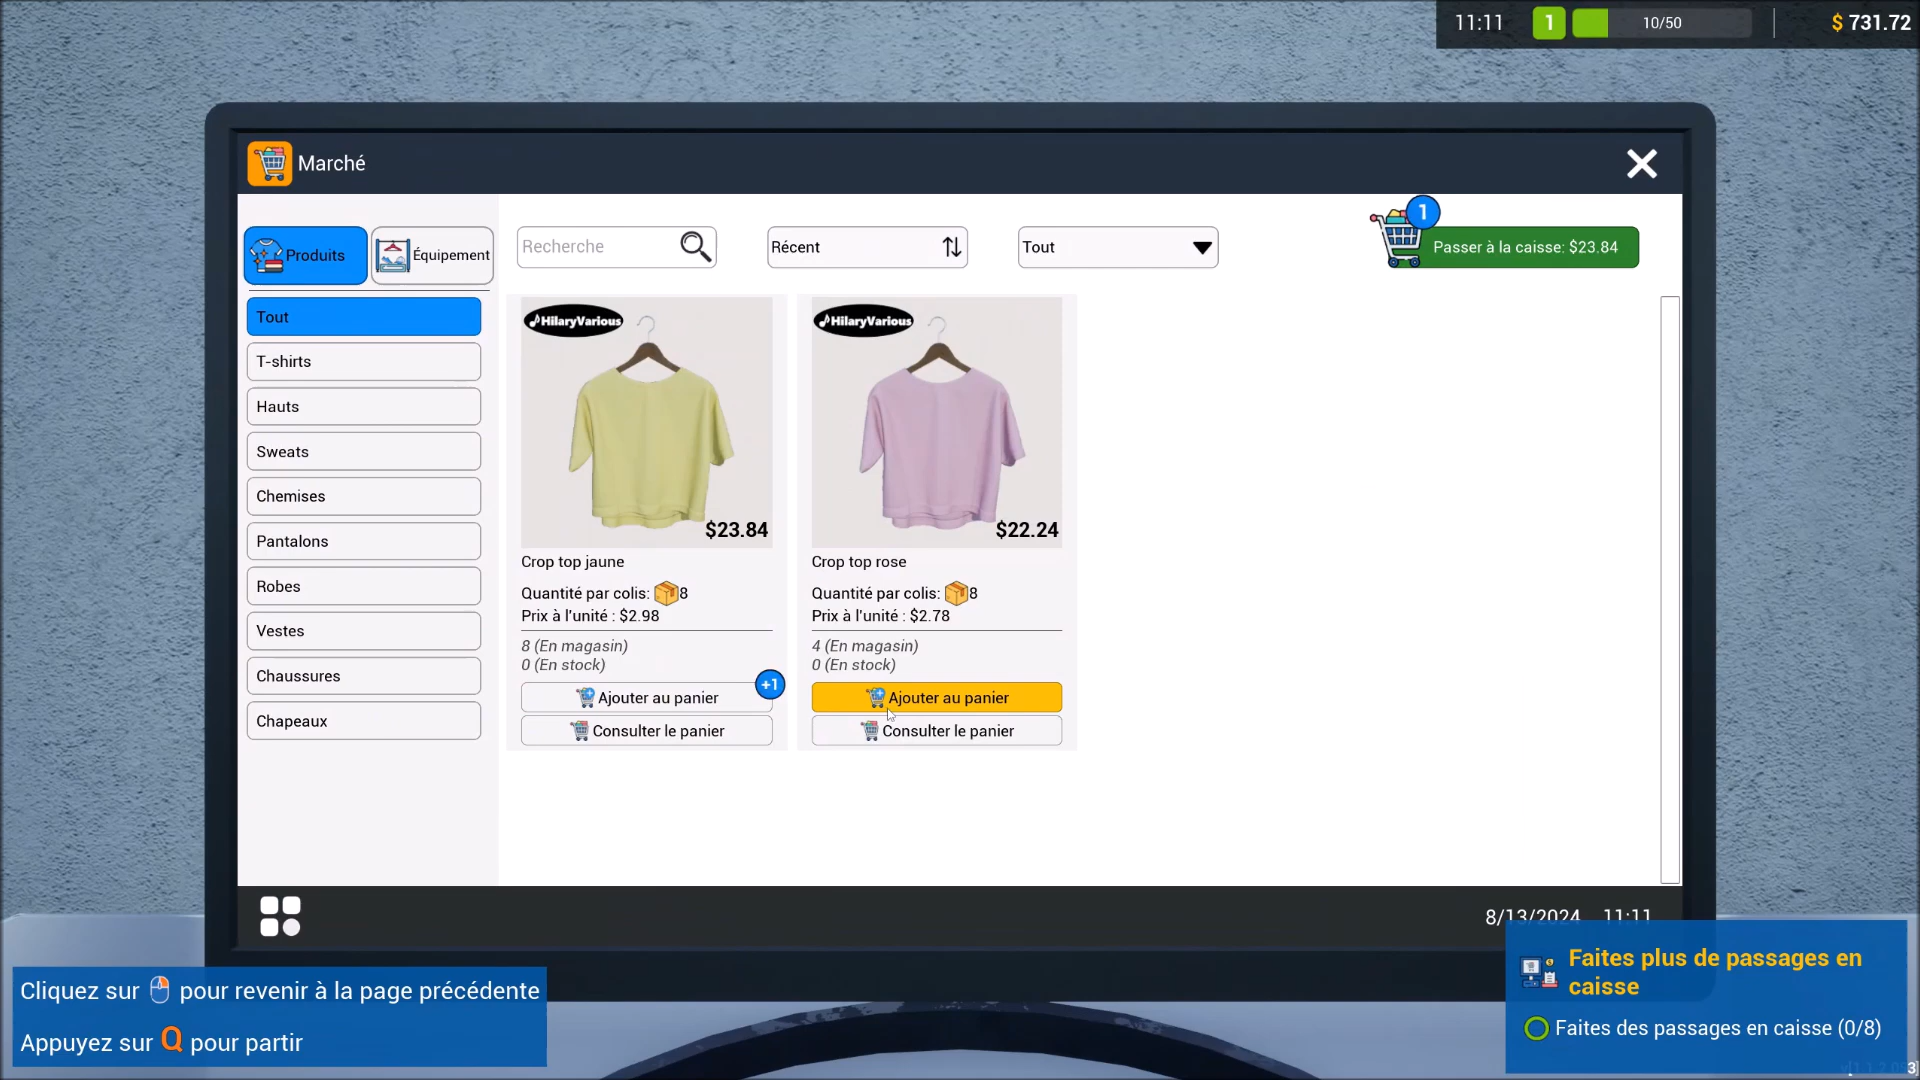 11:11
1
10/50
$ 731.72
Marché
Produits
Équipement
Recherche
Récent
Tout
1
Passer à la caisse: $23.84
Tout
T-shirts
Hauts
Sweats
Chemises
Pantalons
Robes
Vestes
Chaussures
Chapeaux
HilaryVarious
$23.84
Crop top jaune
Quantité par colis: 8
Prix à l'unité : $2.98
8 (En magasin)
0 (En stock)
Ajouter au panier
+1
Consulter le panier
HilaryVarious
$22.24
Crop top rose
Quantité par colis: 8
Prix à l'unité : $2.78
4 (En magasin)
0 (En stock)
Ajouter au panier
Consulter le panier
8/13/2024 11:11
Cliquez sur pour revenir à la page précédente
Appuyez sur Q pour partir
Faites plus de passages en
caisse
Faites des passages en caisse (0/8)